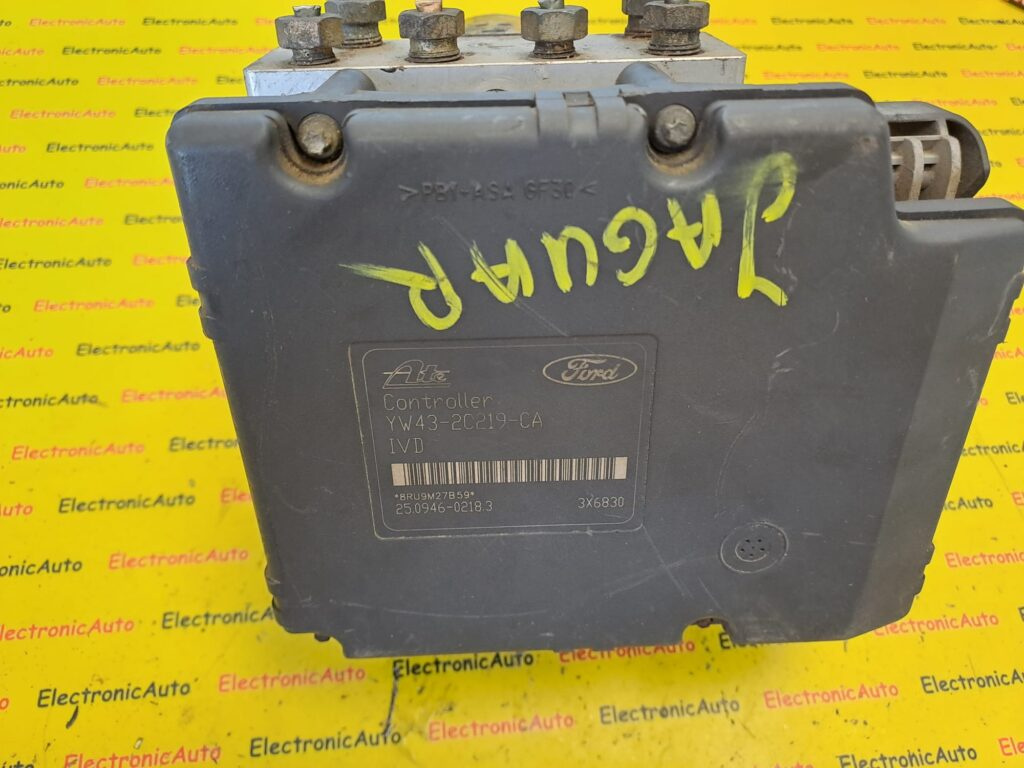 >PBT-ASA GF30<
JAGUAR
Ate
Ford
Controller
YW43-2C219-CA
IVD
*8RU9M27B59*
25.0946-0218.3 3X6830
ElectronicAuto